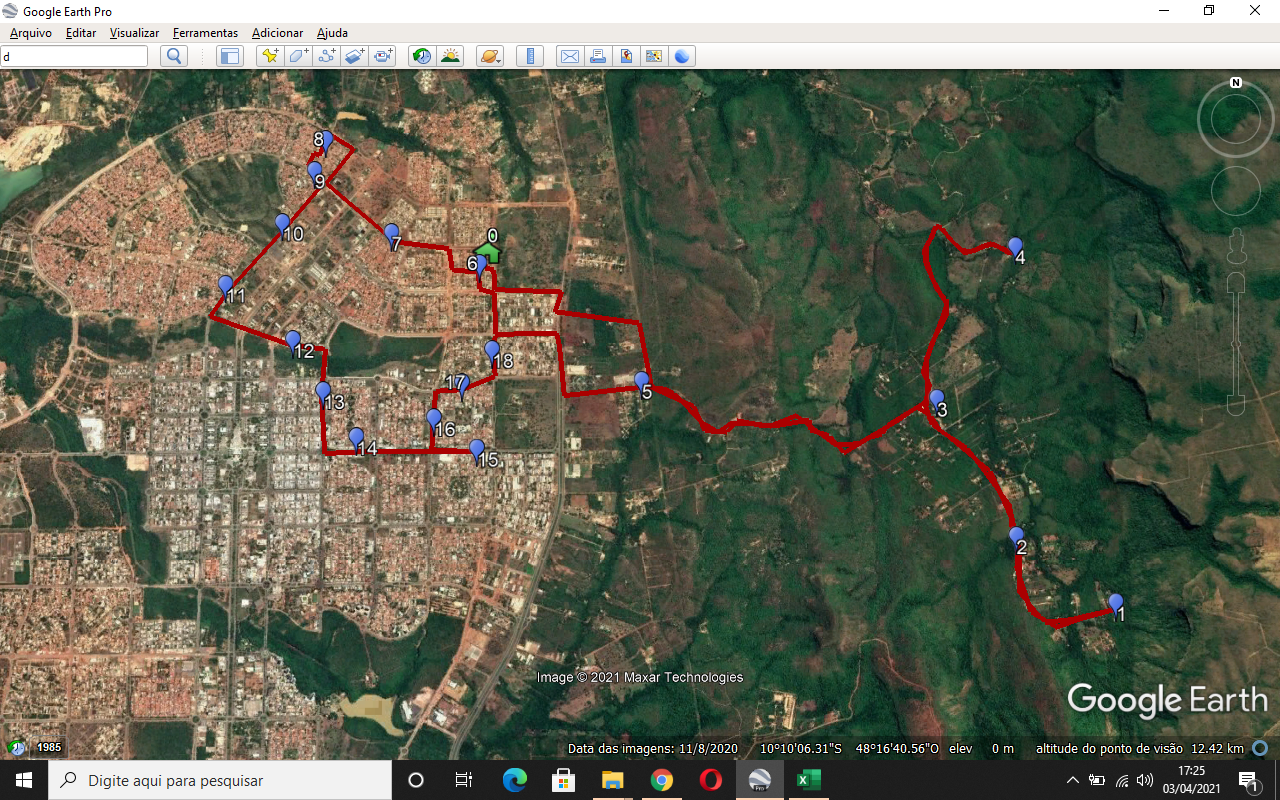 Google Earth Pro
Arquivo Editar Visualizar Ferramentas Adicionar Ajuda
d
N
8
9
0
10
7
6
4
11
12
18
17
5
13
3
16
14
15
2
1
Image © 2021 Maxar Technologies
Google Earth
1985
Data das imagens: 11/8/2020 10°10'06.31"S 48°16'40.56"O elev 0 m altitude do ponto de visão 12.42 km
Digite aqui para pesquisar
Pro
17:25
03/04/2021
1